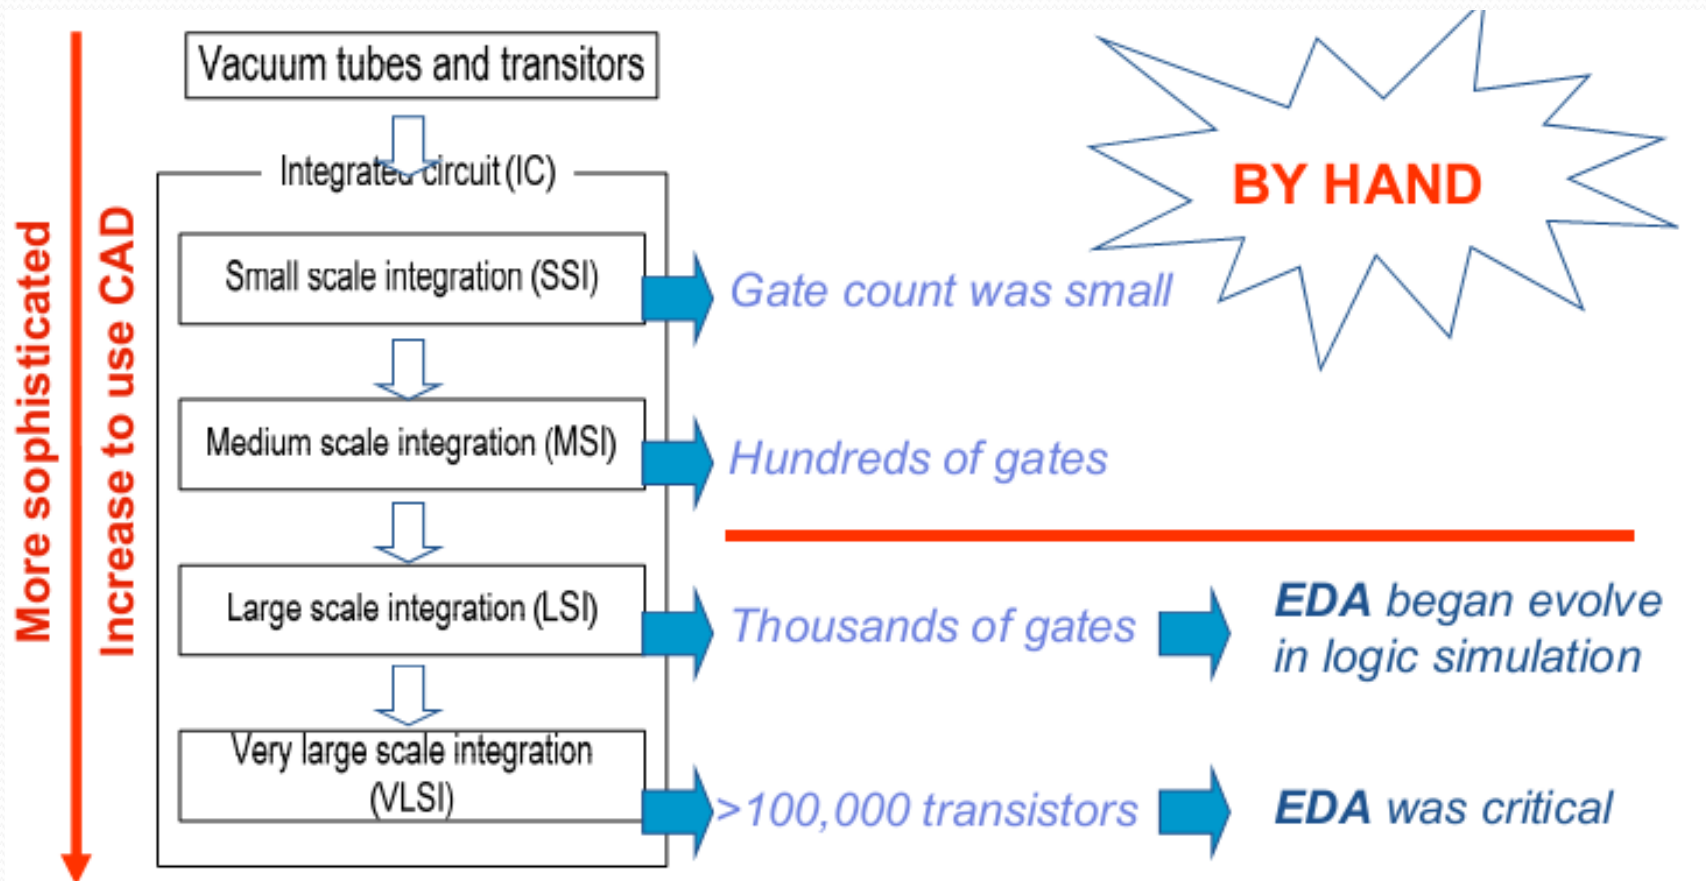 Vacuum tubes and transitors
Integrated circuit (IC)
BY HAND
More sophisticated
Increase to use CAD
Small scale integration (SSI)
Gate count was small
Medium scale integration (MSI)
Hundreds of gates
Large scale integration (LSI)
Thousands of gates
EDA began evolve
in logic simulation
Very large scale integration
(VLSI)
>100,000 transistors
EDA was critical